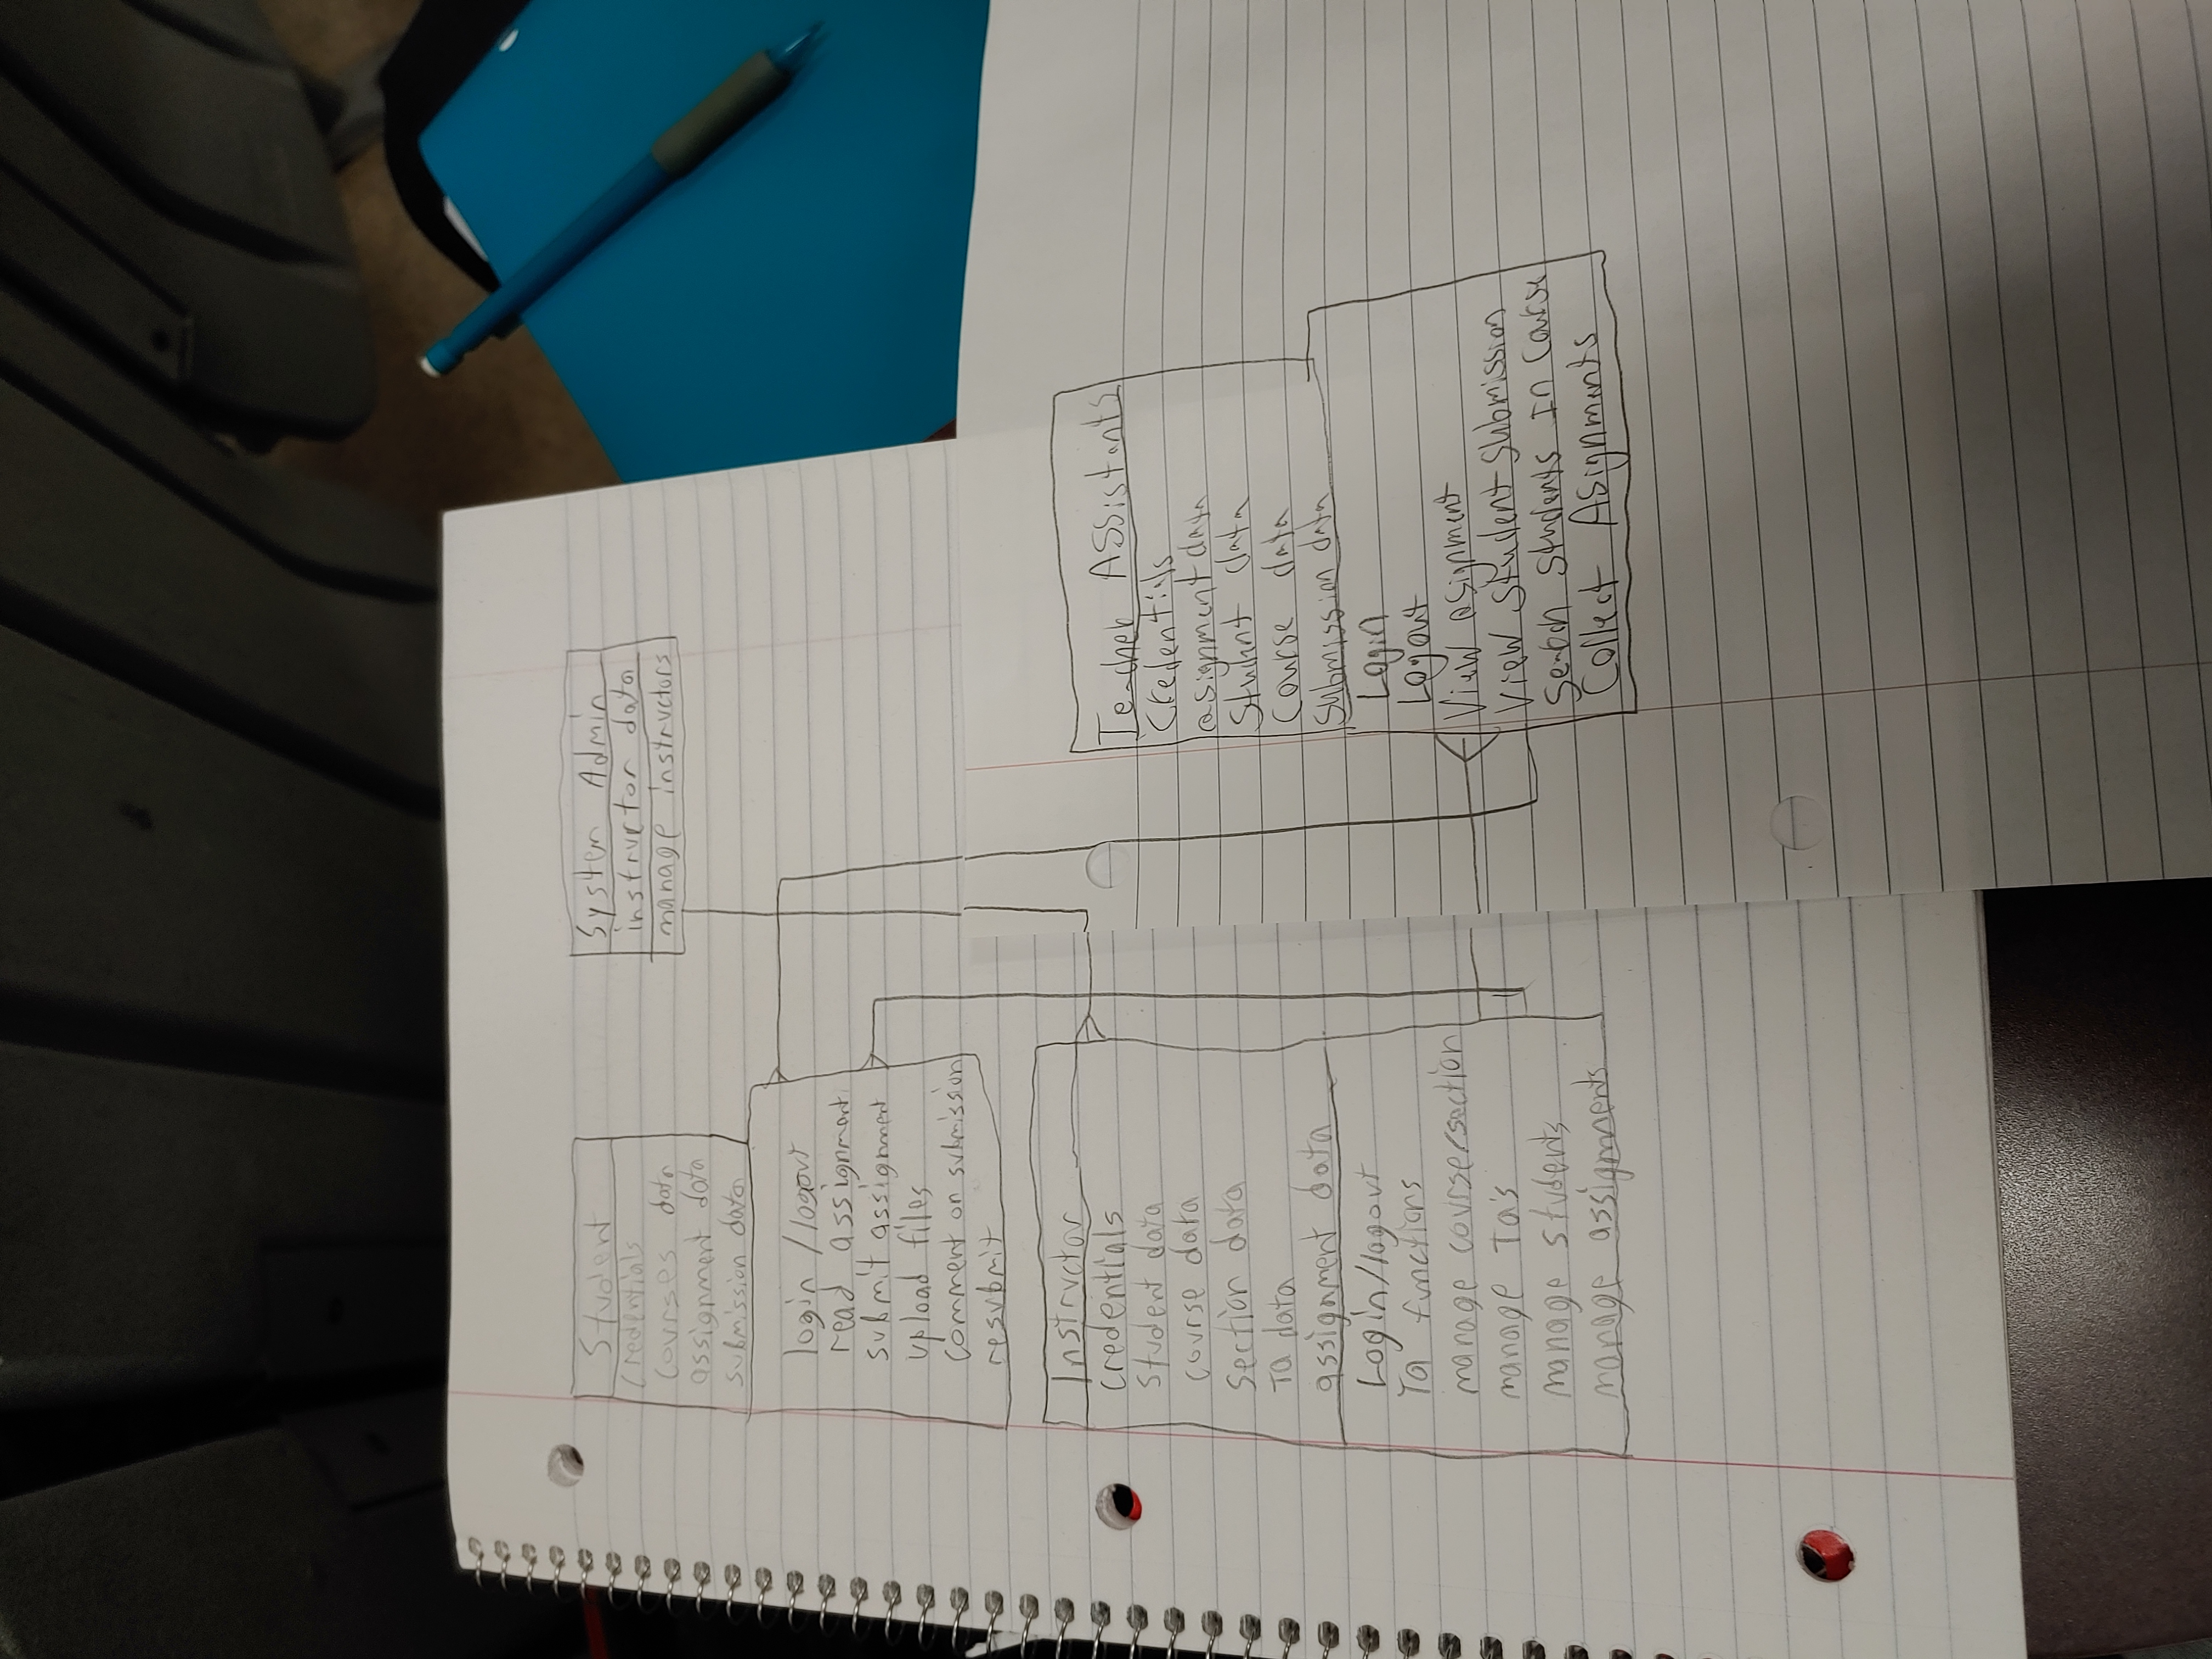 Student
credentials
courses data
assignment data
submission data
login /logout
read assignment
submit assignment
upload files
comment on submission
resubmit
System Admin
instructor data
manage instructors
Instructor
credentials
student data
course data
section data
Ta data
assignment data
Login/logout
Ta functions
manage course/section
manage Ta's
manage students
manage assignments
Teacher Assistants
Credentials
asignment data
Student data
Course data
Submission data
Login
Logout
View asignment
View Student Submission
Search Students In Course
Collect Asignments